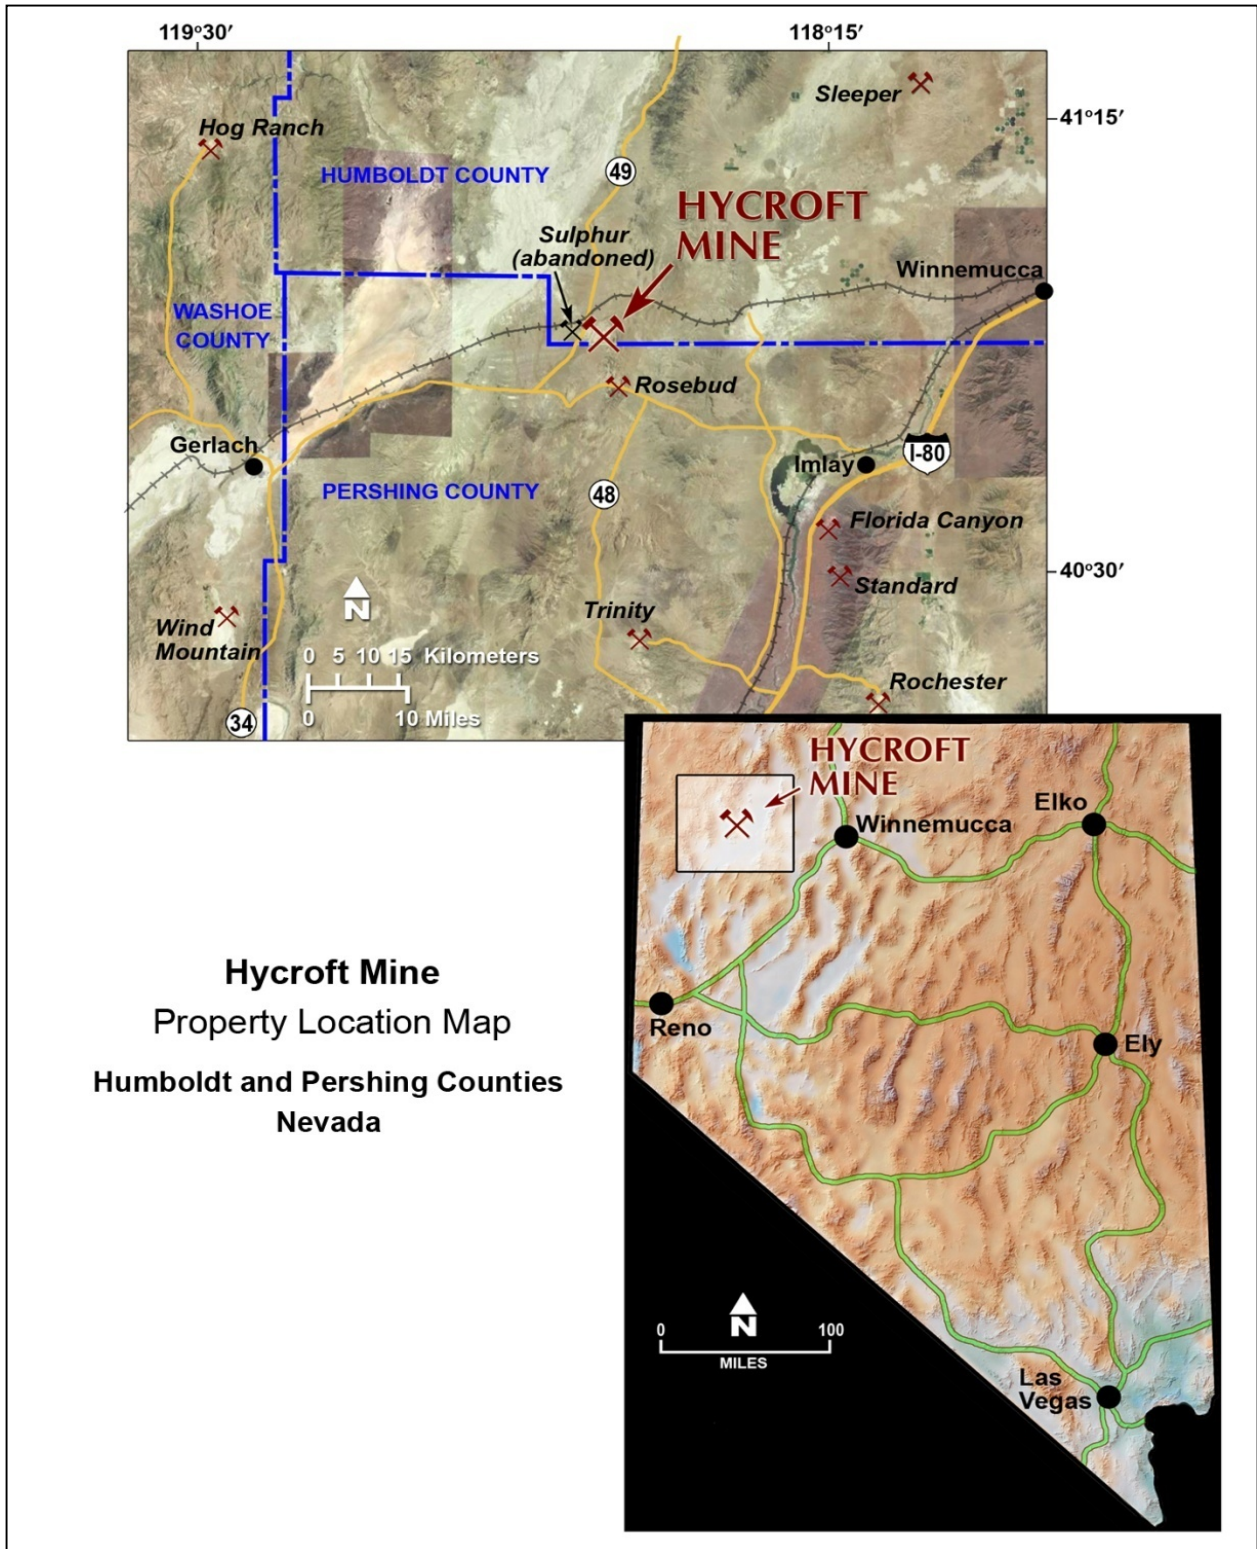 119°30′
118°15′
Sleeper
41°15′
Hog Ranch
HUMBOLDT COUNTY
49
HYCROFT
MINE
Sulphur
(abandoned)
Winnemucca
WASHOE
COUNTY
Rosebud
Gerlach
Imlay
I-80
PERSHING COUNTY
48
Florida Canyon
40°30′
Standard
N
Trinity
Wind
Mountain
0 5 10 15 Kilometers
0 10 Miles
Rochester
34
HYCROFT
MINE
Elko
Winnemucca
Hycroft Mine
Property Location Map
Humboldt and Pershing Counties
Nevada
Reno
Ely
N
0 100
MILES
Las
Vegas